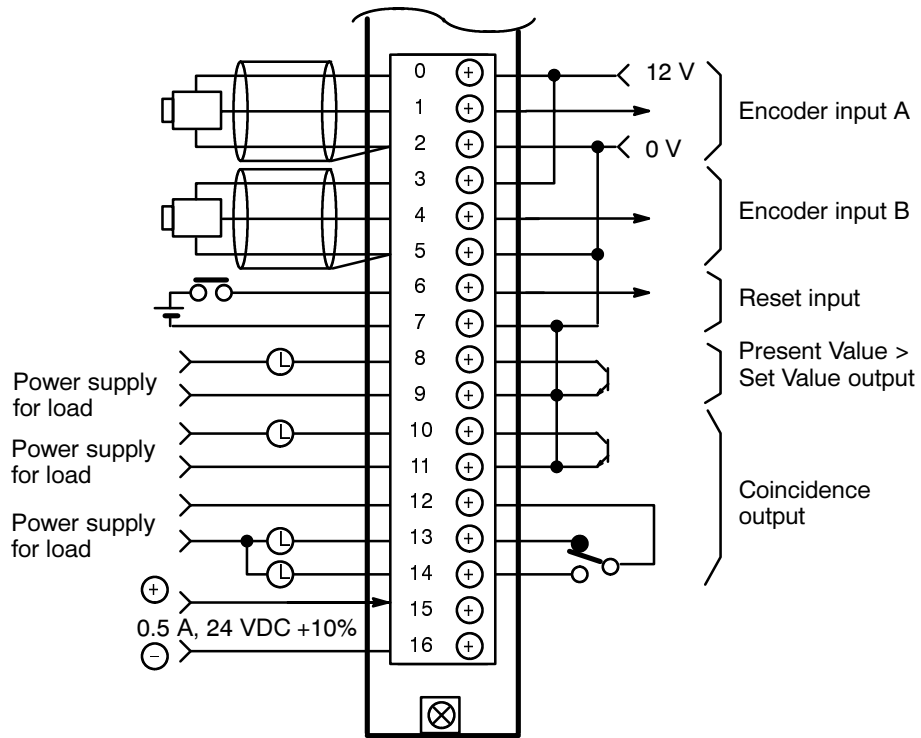 0
12 V
1
Encoder input A
2
0 V
3
4
Encoder input B
5
6
Reset input
7
8
Present Value >
Set Value output
Power supply
for load
9
10
Power supply
for load
11
12
Coincidence
output
Power supply
for load
13
14
+
15
0.5 A, 24 VDC +10%
16
−